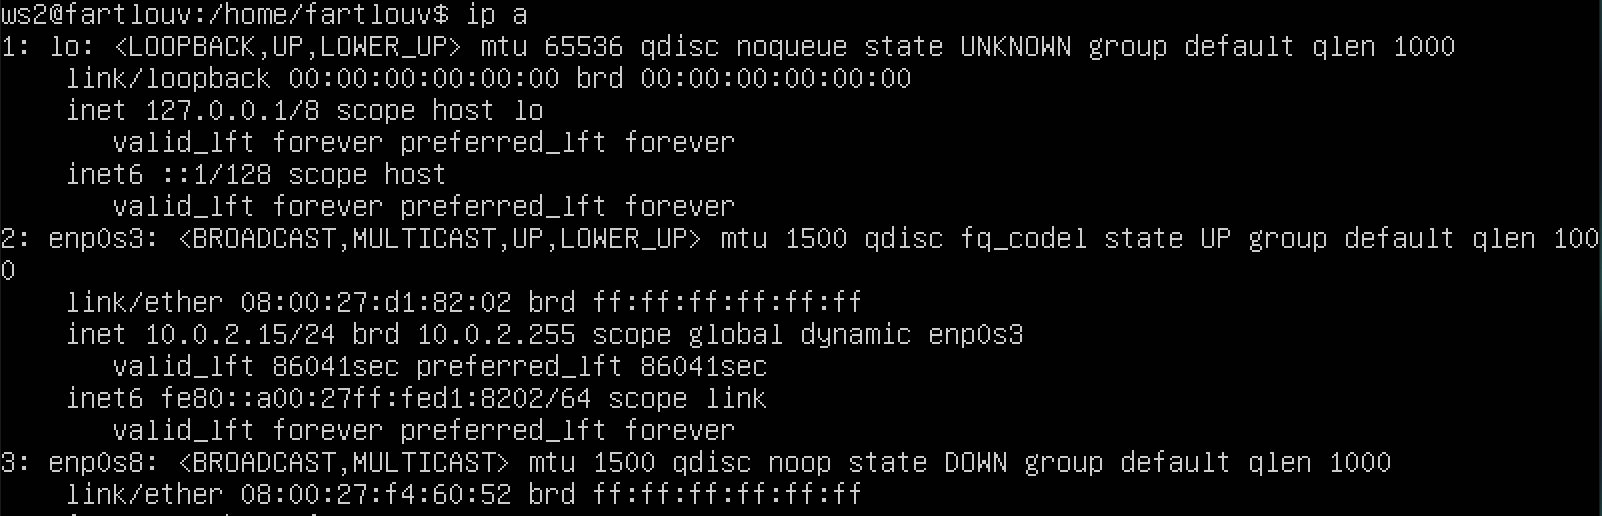 ws2@fartlouv:/home/fartlouv$ ip a
1: lo: <LOOPBACK,UP,LOWER_UP> mtu 65536 qdisc noqueue state UNKNOWN group default qlen 1000
    link/loopback 00:00:00:00:00:00 brd 00:00:00:00:00:00
    inet 127.0.0.1/8 scope host lo
       valid_lft forever preferred_lft forever
    inet6 ::1/128 scope host
       valid_lft forever preferred_lft forever
2: enp0s3: <BROADCAST,MULTICAST,UP,LOWER_UP> mtu 1500 qdisc fq_codel state UP group default qlen 100
0
    link/ether 08:00:27:d1:82:02 brd ff:ff:ff:ff:ff:ff
    inet 10.0.2.15/24 brd 10.0.2.255 scope global dynamic enp0s3
       valid_lft 86041sec preferred_lft 86041sec
    inet6 fe80::a00:27ff:fed1:8202/64 scope link
       valid_lft forever preferred_lft forever
3: enp0s8: <BROADCAST,MULTICAST> mtu 1500 qdisc noop state DOWN group default qlen 1000
    link/ether 08:00:27:f4:60:52 brd ff:ff:ff:ff:ff:ff